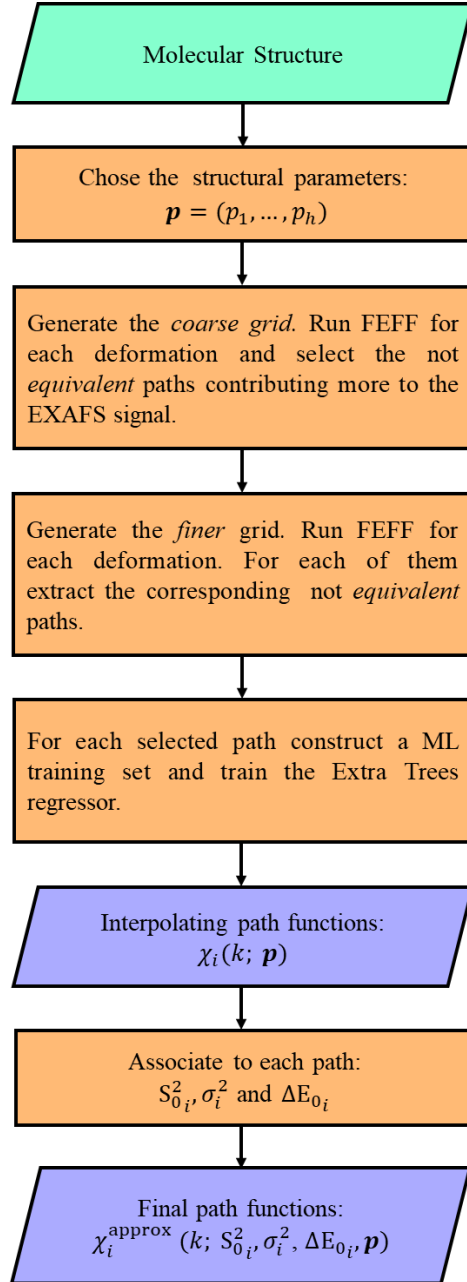 Molecular Structure
Chose the structural parameters:
𝒑 = (𝑝₁, … , 𝑝ₕ)
Generate the coarse grid. Run FEFF for
each deformation and select the not
equivalent paths contributing more to the
EXAFS signal.
Generate the finer grid. Run FEFF for
each deformation. For each of them
extract the corresponding not equivalent
paths.
For each selected path construct a ML
training set and train the Extra Trees
regressor.
Interpolating path functions:
χᵢ(k; 𝒑)
Associate to each path:
S₀²ᵢ, σᵢ² and ΔE₀ᵢ
Final path functions:
χᵢᵃᵖᵖʳᵒˣ (k; S₀²ᵢ, σᵢ², ΔE₀ᵢ, 𝒑)